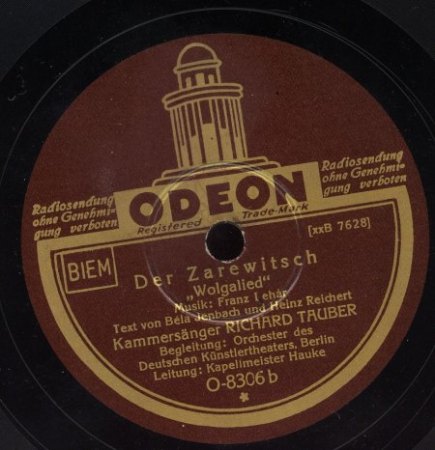 Radiosendung
ohne Genehmi-
gung verboten
ODEON
Registered Trade-Mark
Radiosendung
ohne Genehmi-
gung verboten
[xxB 7628]
BIEM
Der Zarewitsch
„Wolgalied“
Musik: Franz Lehár
Text von Béla Jenbach und Heinz Reichert
Kammersänger RICHARD TAUBER
Begleitung: Orchester des
Deutschen Künstlertheaters, Berlin
Leitung: Kapellmeister Hauke
O-8306 b